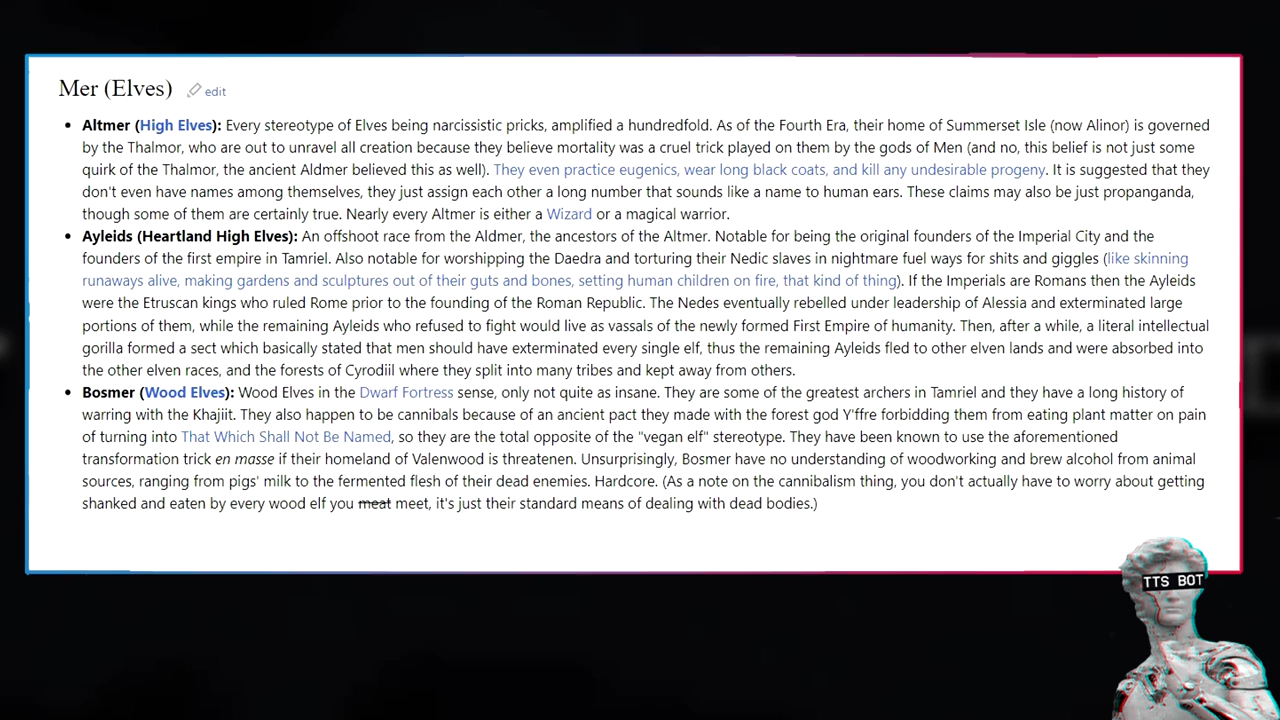 Mer (Elves) edit
Altmer (High Elves): Every stereotype of Elves being narcissistic pricks, amplified a hundredfold. As of the Fourth Era, their home of Summerset Isle (now Alinor) is governed
by the Thalmor, who are out to unravel all creation because they believe mortality was a cruel trick played on them by the gods of Men (and no, this belief is not just some
quirk of the Thalmor, the ancient Aldmer believed this as well). They even practice eugenics, wear long black coats, and kill any undesirable progeny. It is suggested that they
don't even have names among themselves, they just assign each other a long number that sounds like a name to human ears. These claims may also be just propganda,
though some of them are certainly true. Nearly every Altmer is either a Wizard or a magical warrior.
Ayleids (Heartland High Elves): An offshoot race from the Aldmer, the ancestors of the Altmer. Notable for being the original founders of the Imperial City and the
founders of the first empire in Tamriel. Also notable for worshipping the Daedra and torturing their Nedic slaves in nightmare fuel ways for shits and giggles (like skinning
runaways alive, making gardens and sculptures out of their guts and bones, setting human children on fire, that kind of thing). If the Imperials are Romans then the Ayleids
were the Etruscan kings who ruled Rome prior to the founding of the Roman Republic. The Nedes eventually rebelled under leadership of Alessia and exterminated large
portions of them, while the remaining Ayleids who refused to fight would live as vassals of the newly formed First Empire of humanity. Then, after a while, a literal intellectual
gorilla formed a sect which basically stated that men should have exterminated every single elf, thus the remaining Ayleids fled to other elven lands and were absorbed into
the other elven races, and the forests of Cyrodiil where they split into many tribes and kept away from others.
Bosmer (Wood Elves): Wood Elves in the Dwarf Fortress sense, only not quite as insane. They are some of the greatest archers in Tamriel and they have a long history of
warring with the Khajiit. They also happen to be cannibals because of an ancient pact they made with the forest god Y'ffre forbidding them from eating plant matter on pain
of turning into That Which Shall Not Be Named, so they are the total opposite of the "vegan elf" stereotype. They have been known to use the aforementioned
transformation trick en masse if their homeland of Valenwood is threatenen. Unsurprisingly, Bosmer have no understanding of woodworking and brew alcohol from animal
sources, ranging from pigs' milk to the fermented flesh of their dead enemies. Hardcore. (As a note on the cannibalism thing, you don't actually have to worry about getting
shanked and eaten by every wood elf you meat meet, it's just their standard means of dealing with dead bodies.)
TTS BOT